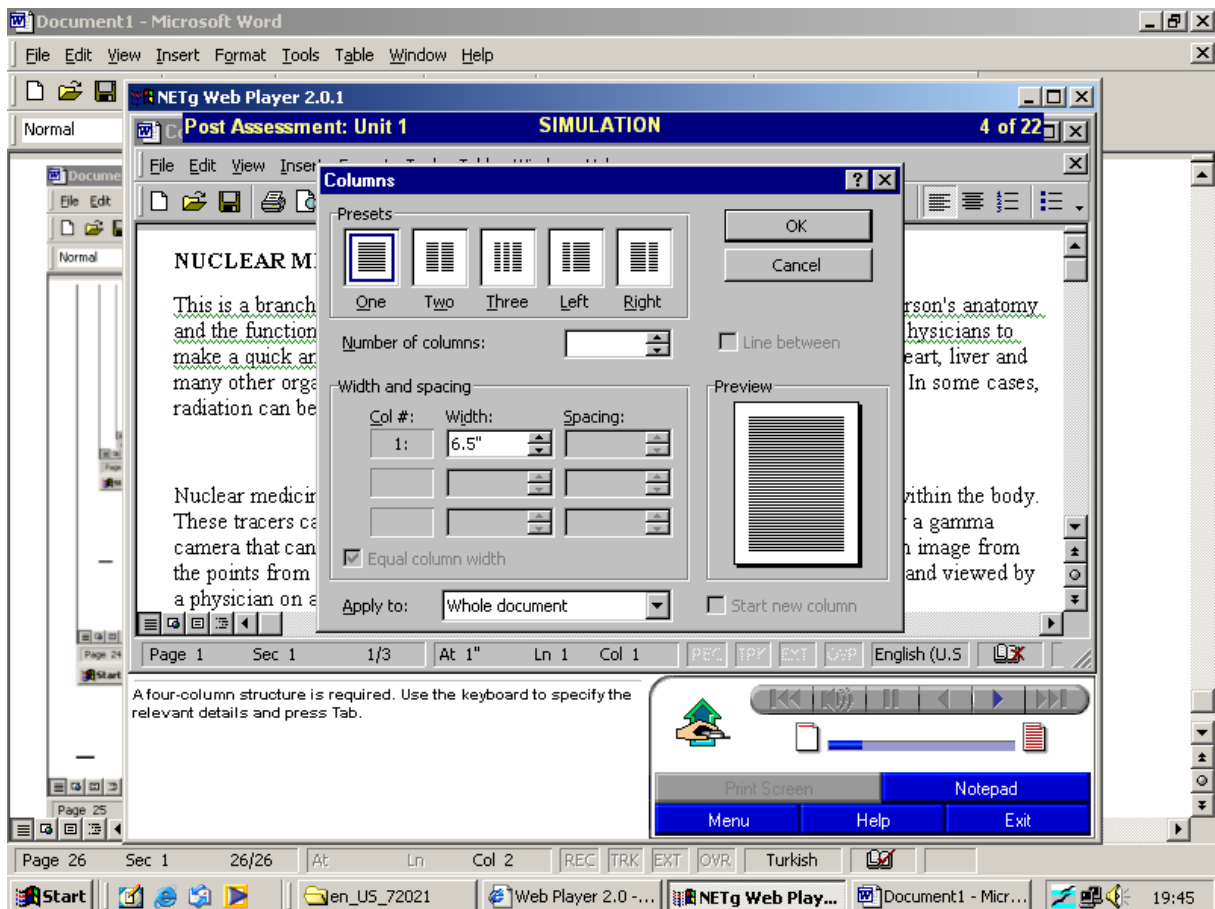 Document1 - Microsoft Word
File Edit View Insert Format Tools Table Window Help
Normal
NETg Web Player 2.0.1
Post Assessment: Unit 1 SIMULATION 4 of 22
File Edit View
Columns
Presets
One Two Three Left Right
OK
Cancel
Number of columns:
Line between
Width and spacing
Col #: Width: Spacing:
1: 6.5"
Equal column width
Preview
Apply to: Whole document
Start new column
File Edit
Normal
NUCLEAR
This is a branch anatomy
and the function physicians to
make a quick liver and
many other In some cases,
radiation can be
Nuclear within the body.
These tracers a gamma
camera that can image from
the points from and viewed by
a physician on
Page 1 Sec 1 1/3 At 1" Ln 1 Col 1 REC TRK EXT OVR English (U.S
A four-column structure is required. Use the keyboard to specify the
relevant details and press Tab.
Print Screen Notepad
Menu Help Exit
Page 24
Start
Page 25
Page 26 Sec 1 26/26 At Ln Col 2 REC TRK EXT OVR Turkish
Start en_US_72021 Web Player 2.0 -... NETg Web Play... Document1 - Micr... 19:45